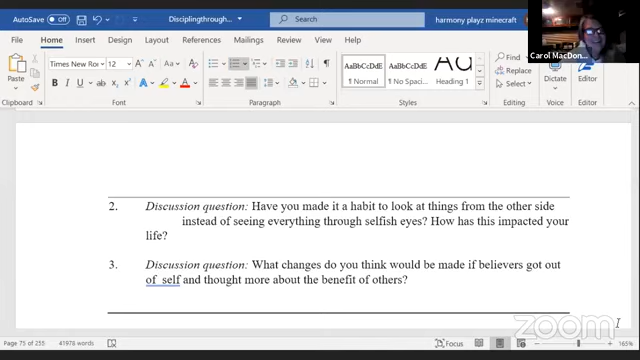 AutoSave Off Disciplingthrough... Search harmony playz minecraft
File Home Insert Draw Design Layout References Mailings Review View Help
Paste Times New Roi 12 A A Aa A AaBbCcDdE AaBbCcDdE Find Dictate Editor
B I U ab x A A ¶ Normal No Spaci... Heading 1 Replace Select
Clipboard Font Paragraph Styles Editing Voice Editor
Carol MacDon...
2. Discussion question: Have you made it a habit to look at things from the other side
instead of seeing everything through selfish eyes? How has this impacted your
life?
3. Discussion question: What changes do you think would be made if believers got out
of self and thought more about the benefit of others?
zoom
Page 75 of 255 41978 words Focus 165%